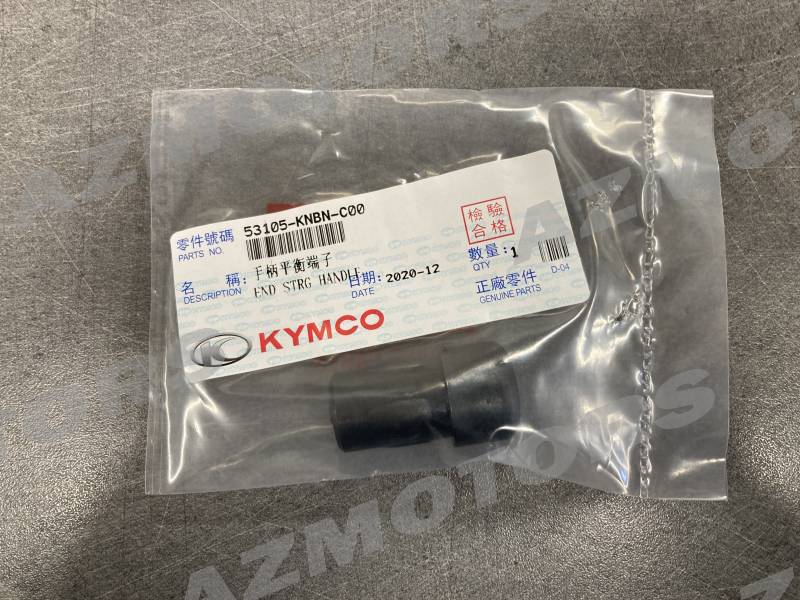 零件號碼
PARTS NO.
53105-KNBN-C00
檢驗
合格
名 稱:
DESCRIPTION
手柄平衡端子
END STRG HANDLE
日期:
DATE
2020-12
數量:
QTY
1
D-04
正廠零件
GENUINE PARTS
KYMCO
AZMOTORS
AZMOTORS
AZMOTORS